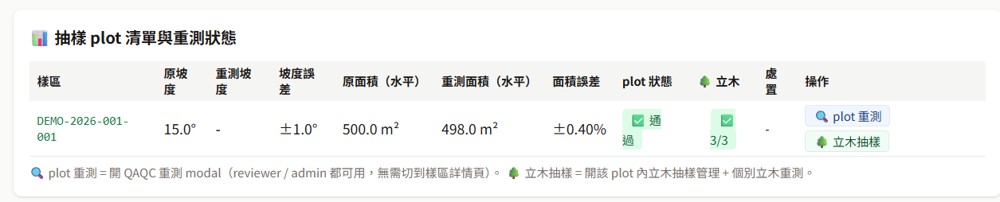 📊 抽樣 plot 清單與重測狀態
樣區 原坡度 重測坡度 坡度誤差 原面積（水平） 重測面積（水平） 面積誤差 plot 狀態 🌲 立木 處置 操作
DEMO-2026-001-001 15.0° - ±1.0° 500.0 m² 498.0 m² ±0.40% ✅ 通過 ✅ 3/3 - 🔍 plot 重測
🌲 立木抽樣
🔍 plot 重測 = 開 QAQC 重測 modal（reviewer / admin 都可用，無需切到樣區詳情頁）。 🌲 立木抽樣 = 開該 plot 內立木抽樣管理 + 個別立木重測。